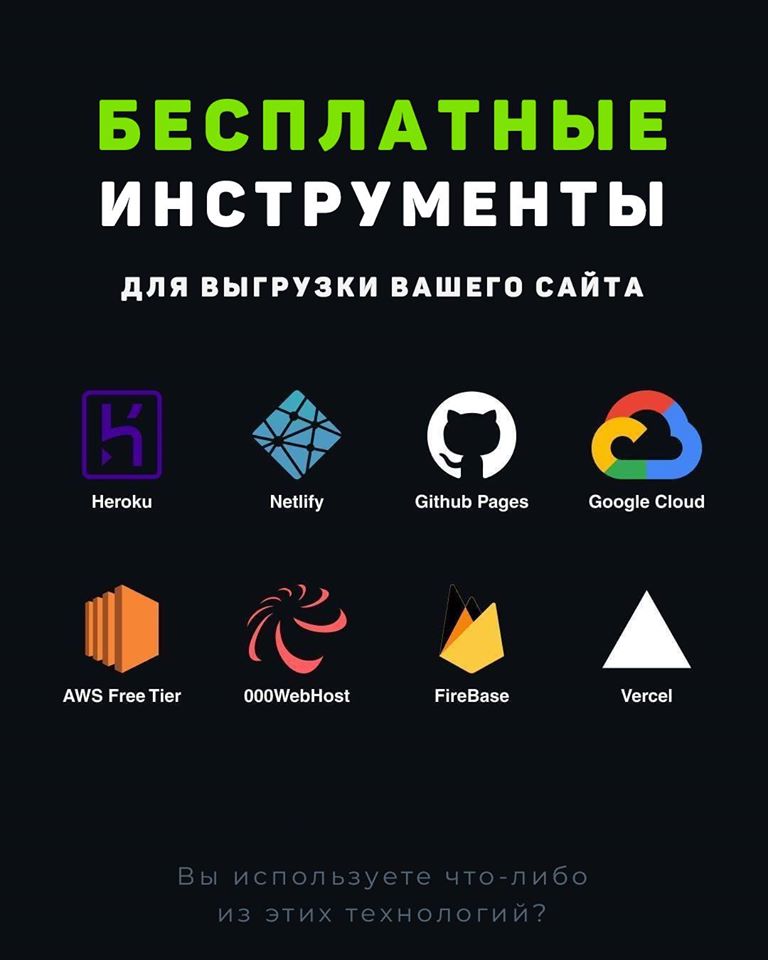 БЕСПЛАТНЫЕ
ИНСТРУМЕНТЫ
ДЛЯ ВЫГРУЗКИ ВАШЕГО САЙТА
Heroku
Netlify
Github Pages
Google Cloud
AWS Free Tier
000WebHost
FireBase
Vercel
Вы используете что-либо
из этих технологий?